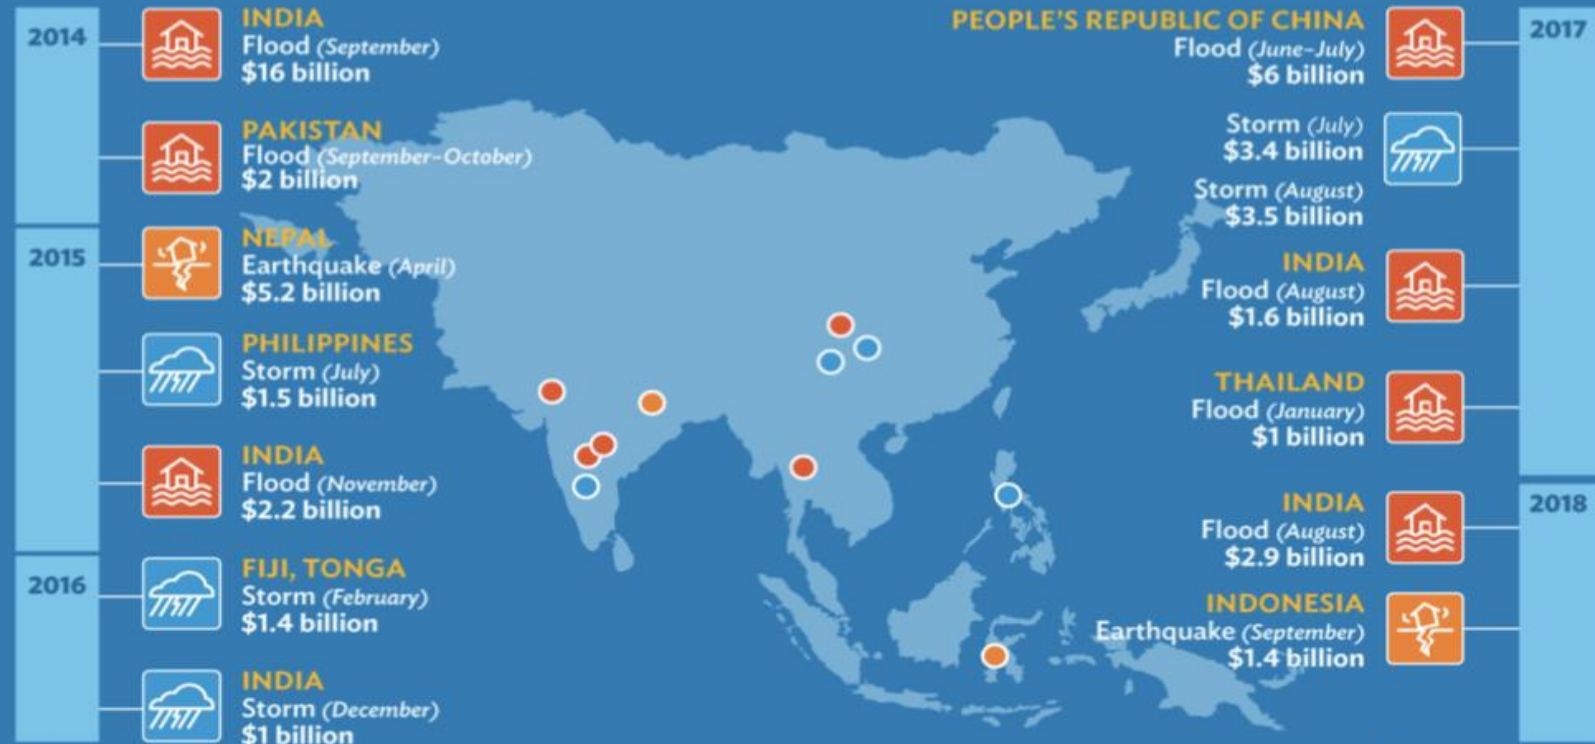 2014
INDIA
Flood (September)
$16 billion
PAKISTAN
Flood (September–October)
$2 billion
2015
NEPAL
Earthquake (April)
$5.2 billion
PHILIPPINES
Storm (July)
$1.5 billion
INDIA
Flood (November)
$2.2 billion
2016
FIJI, TONGA
Storm (February)
$1.4 billion
INDIA
Storm (December)
$1 billion
2017
PEOPLE'S REPUBLIC OF CHINA
Flood (June–July)
$6 billion
Storm (July)
$3.4 billion
Storm (August)
$3.5 billion
INDIA
Flood (August)
$1.6 billion
THAILAND
Flood (January)
$1 billion
2018
INDIA
Flood (August)
$2.9 billion
INDONESIA
Earthquake (September)
$1.4 billion